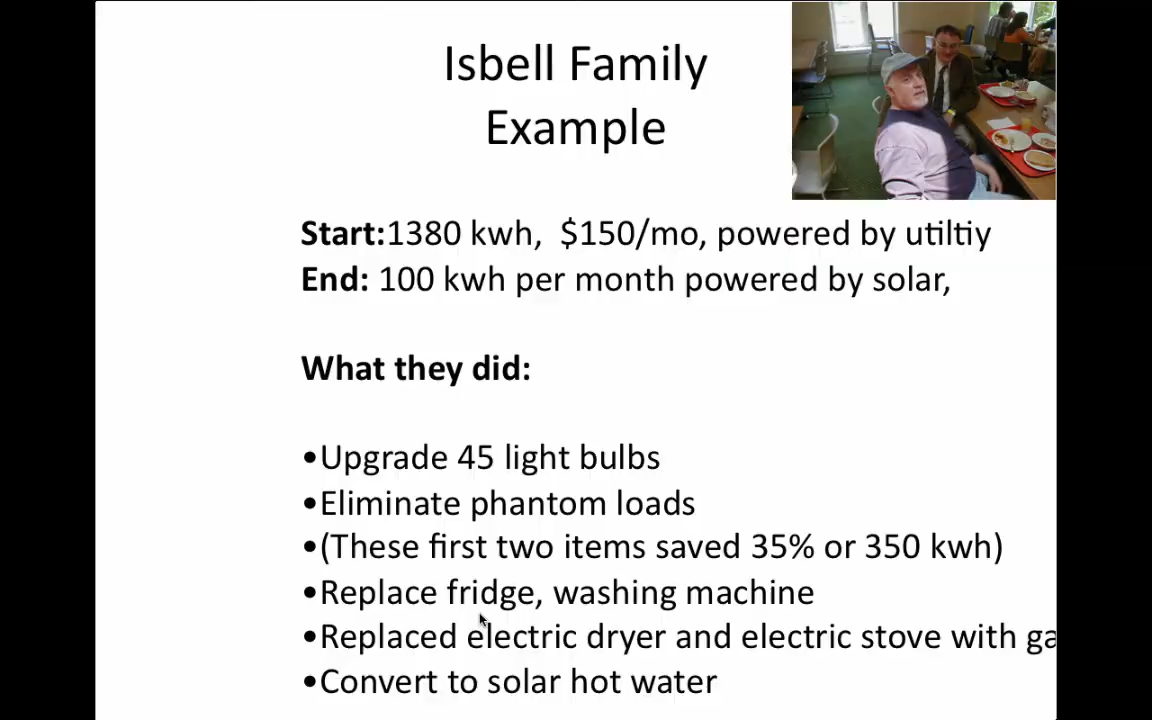 Isbell Family
Example
Start:1380 kwh, $150/mo, powered by utiltiy
End: 100 kwh per month powered by solar,
What they did:
•Upgrade 45 light bulbs
•Eliminate phantom loads
•(These first two items saved 35% or 350 kwh)
•Replace fridge, washing machine
•Replaced electric dryer and electric stove with ga
•Convert to solar hot water